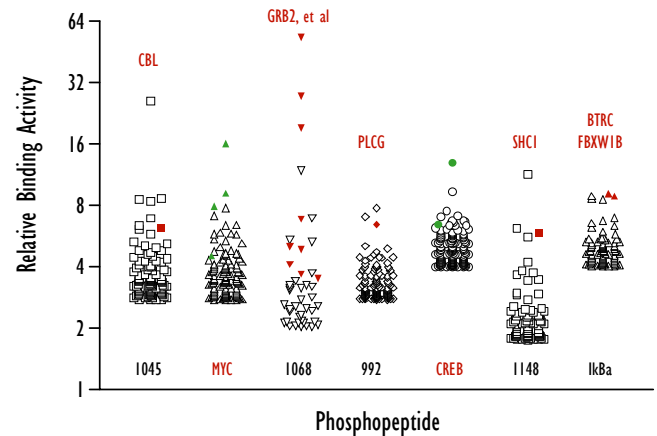 GRB2, et al
64
CBL
32
BTRC
16
PLCG
SHC1
FBXW1B
Relative Binding Activity
8
4
2
1045
MYC
1068
992
CREB
1148
IkBa
1
Phosphopeptide